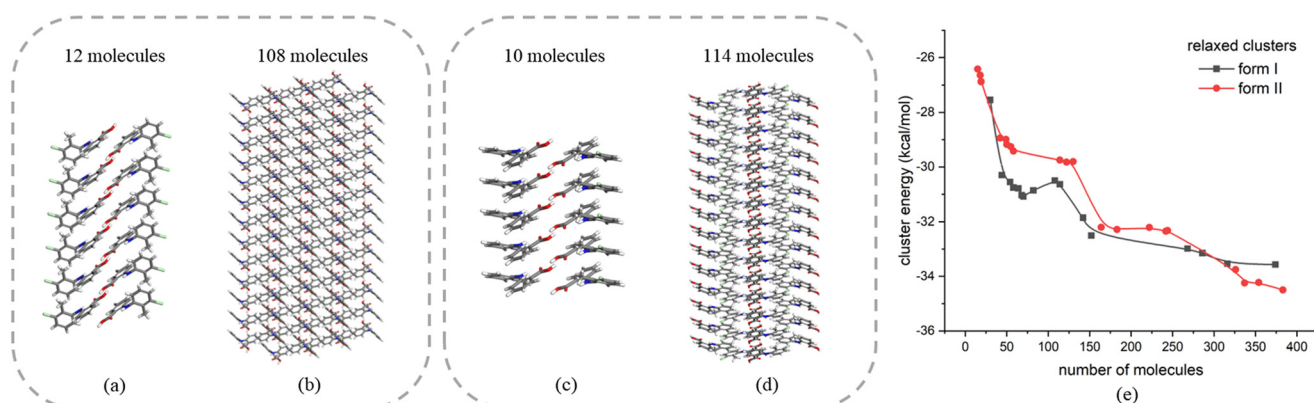 12 molecules
108 molecules
(a)
(b)
10 molecules
114 molecules
(c)
(d)
relaxed clusters
form I
form II
cluster energy (kcal/mol)
-26
-28
-30
-32
-34
-36
0 50 100 150 200 250 300 350 400
number of molecules
(e)